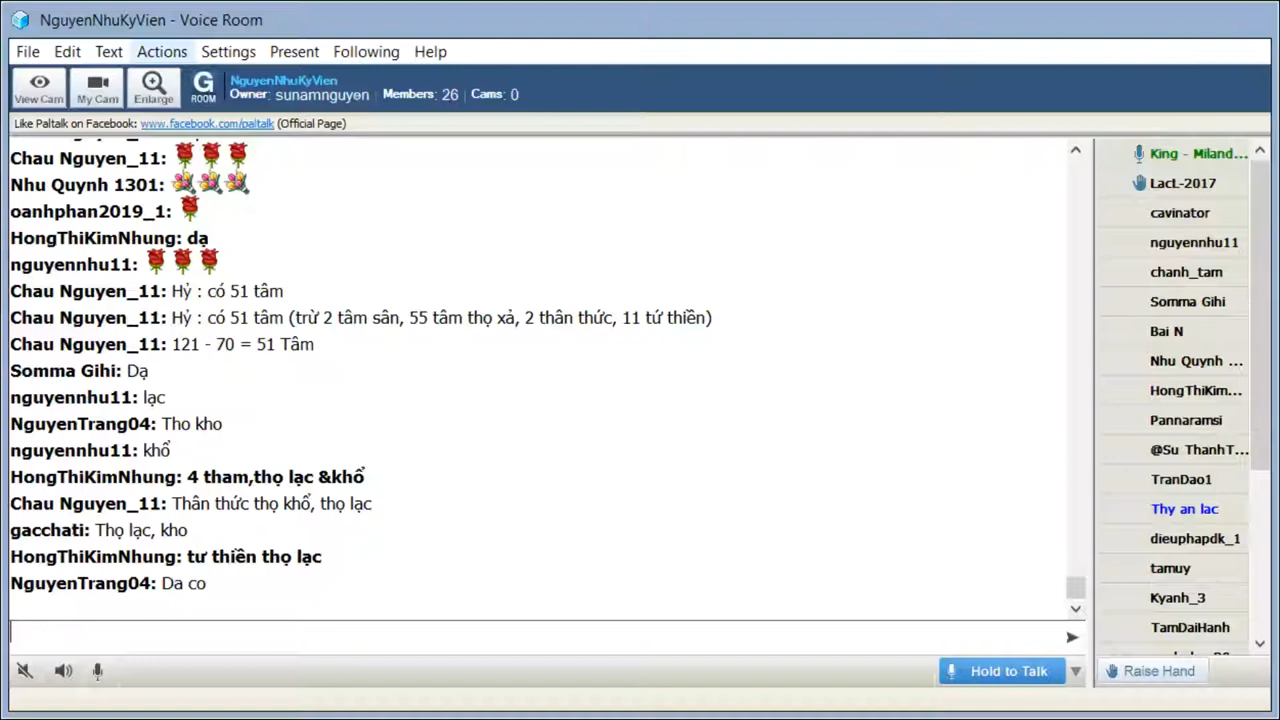 NguyenNhuKyVien - Voice Room
File Edit Text Actions Settings Present Following Help
View Cam My Cam Enlarge G ROOM
NguyenNhuKyVien
Owner: sunamnguyen Members: 26 Cams: 0
Like Paltalk on Facebook: www.facebook.com/paltalk (Official Page)
Chau Nguyen_11:
Nhu Quynh 1301:
oanhphan2019_1:
HongThiKimNhung: dạ
nguyennhu11:
Chau Nguyen_11: Hỷ : có 51 tâm
Chau Nguyen_11: Hỷ : có 51 tâm (trừ 2 tâm sân, 55 tâm thọ xả, 2 thân thức, 11 tứ thiền)
Chau Nguyen_11: 121 - 70 = 51 Tâm
Somma Gihi: Dạ
nguyennhu11: lạc
NguyenTrang04: Tho kho
nguyennhu11: khổ
HongThiKimNhung: 4 tham,thọ lạc &khổ
Chau Nguyen_11: Thân thức thọ khổ, thọ lạc
gacchati: Thọ lạc, kho
HongThiKimNhung: tư thiền thọ lạc
NguyenTrang04: Da co
King - Miland...
LacL-2017
cavinator
nguyennhu11
chanh_tam
Somma Gihi
Bai N
Nhu Quynh ...
HongThiKim...
Pannaramsi
@Su ThanhT...
TranDao1
Thy an lac
dieuphapdk_1
tamuy
Kyanh_3
TamDaiHanh
Hold to Talk
Raise Hand